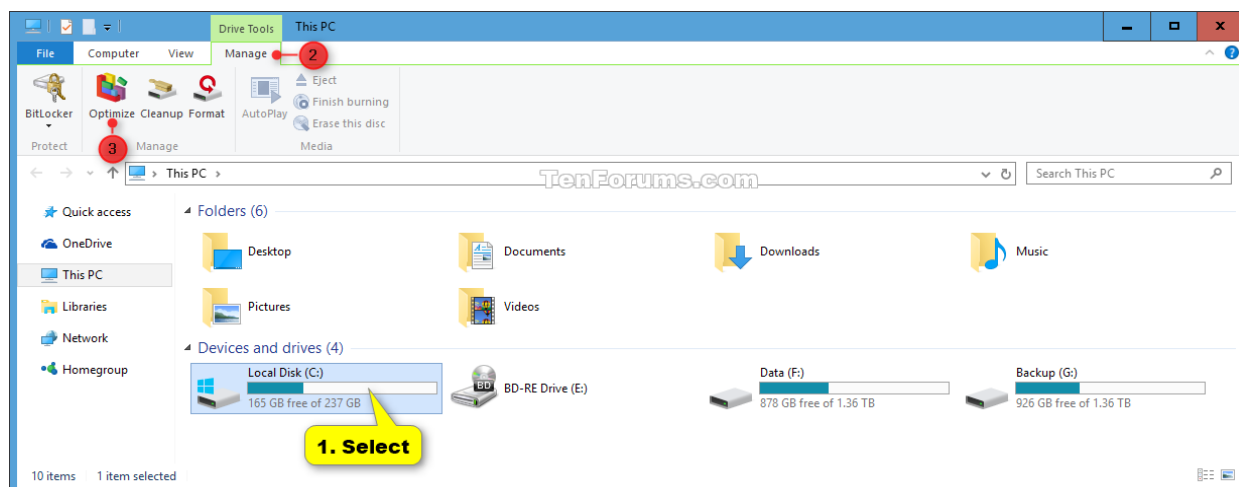 Drive Tools This PC
File Computer View Manage 2
BitLocker Optimize Cleanup Format AutoPlay
Eject
Finish burning
Erase this disc
Protect 3 Manage Media
This PC TenForums.com Search This PC
Quick access
OneDrive
This PC
Libraries
Network
Homegroup
Folders (6)
Desktop Documents Downloads Music
Pictures Videos
Devices and drives (4)
Local Disk (C:)
165 GB free of 237 GB
BD
BD-RE Drive (E:)
Data (F:)
878 GB free of 1.36 TB
Backup (G:)
926 GB free of 1.36 TB
1. Select
10 items 1 item selected